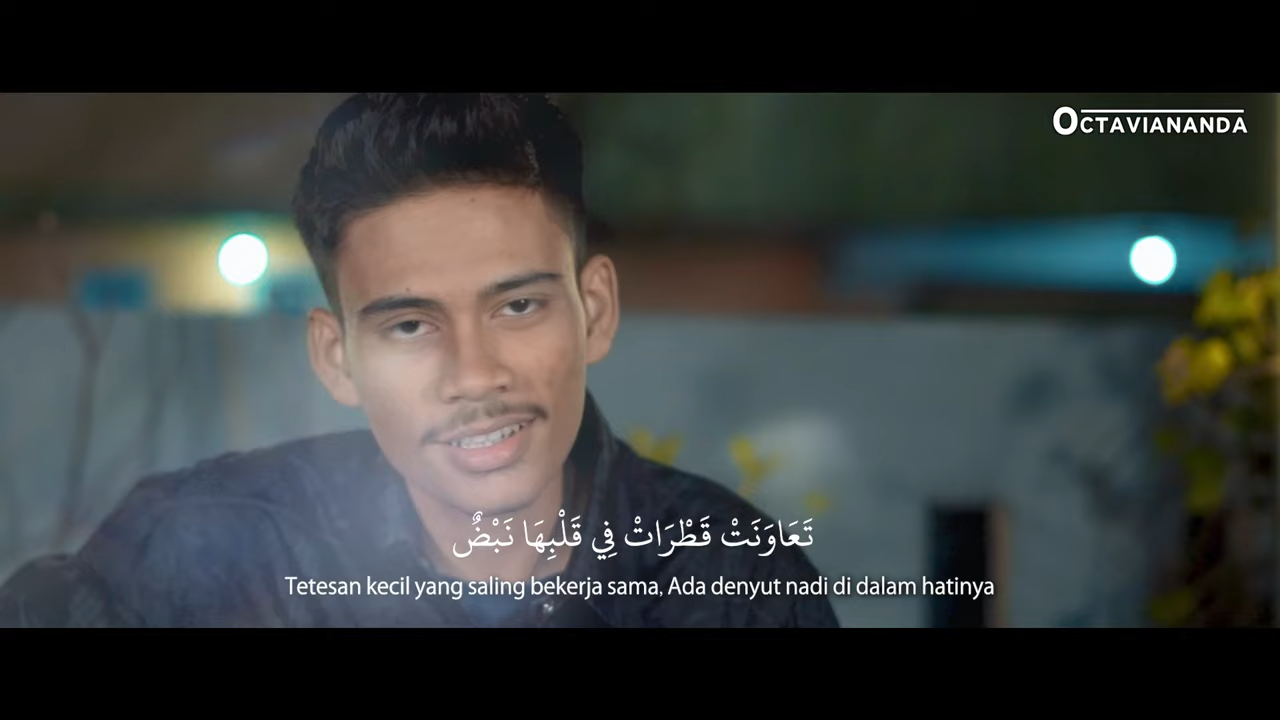 OCTAVIANANDA
تَعَاوَنَتْ قَطْرَاتْ فِي قَلْبِهَا نَبْضٌ
Tetesan kecil yang saling bekerja sama, Ada denyut nadi di dalam hatinya